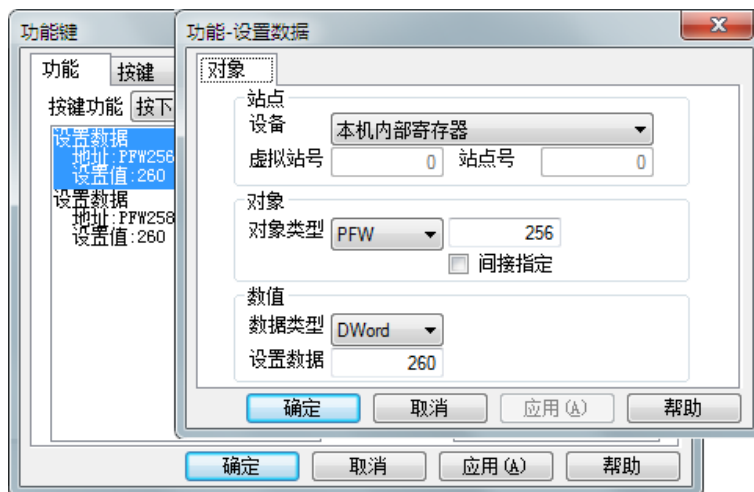 功能键
功能
按键
按键功能
按下
设置数据
地址:PFW256
设置值:260
设置数据
地址:PFW258
设置值:260
确定
取消
应用(A)
帮助
功能-设置数据
对象
站点
设备
本机内部寄存器
虚拟站号
0
站点号
0
对象
对象类型
PFW
256
间接指定
数值
数据类型
DWord
设置数据
260
确定
取消
应用(A)
帮助